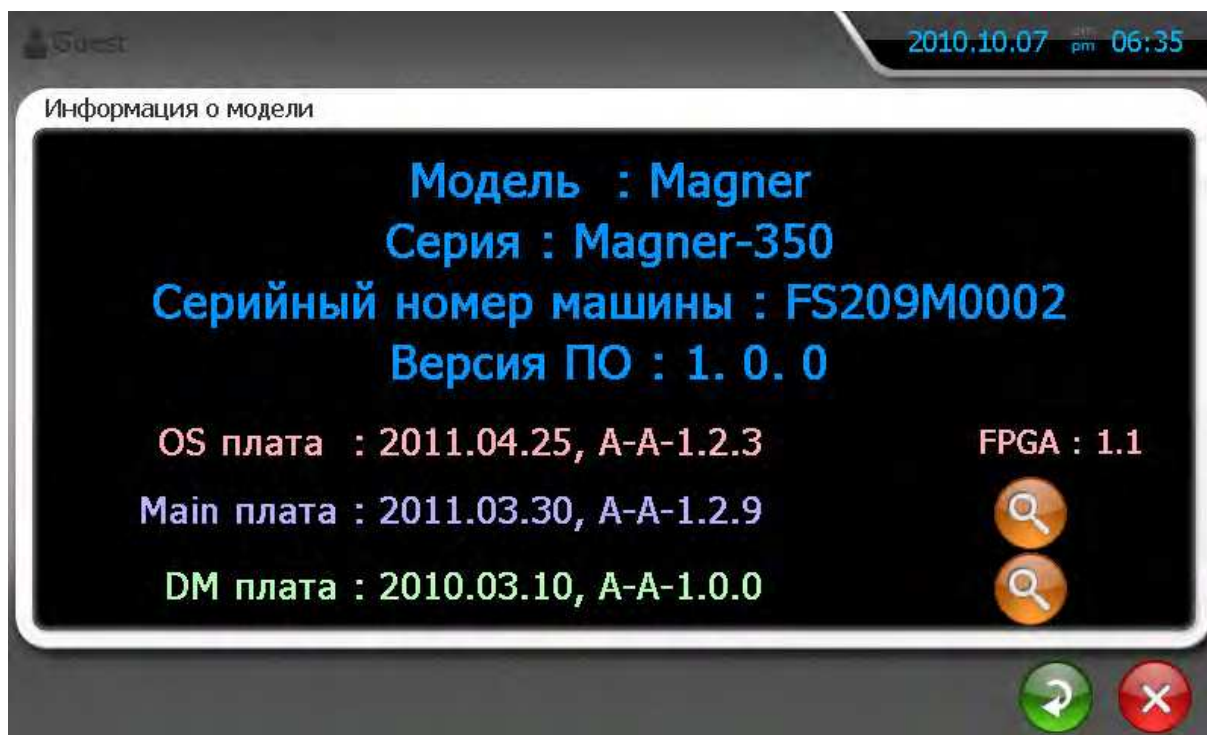 Guest
2010.10.07 am pm 06:35
Информация о модели
Модель : Magner
Серия : Magner-350
Серийный номер машины : FS209M0002
Версия ПО : 1. 0. 0
OS плата : 2011.04.25, A-A-1.2.3
FPGA : 1.1
Main плата : 2011.03.30, A-A-1.2.9
DM плата : 2010.03.10, A-A-1.0.0